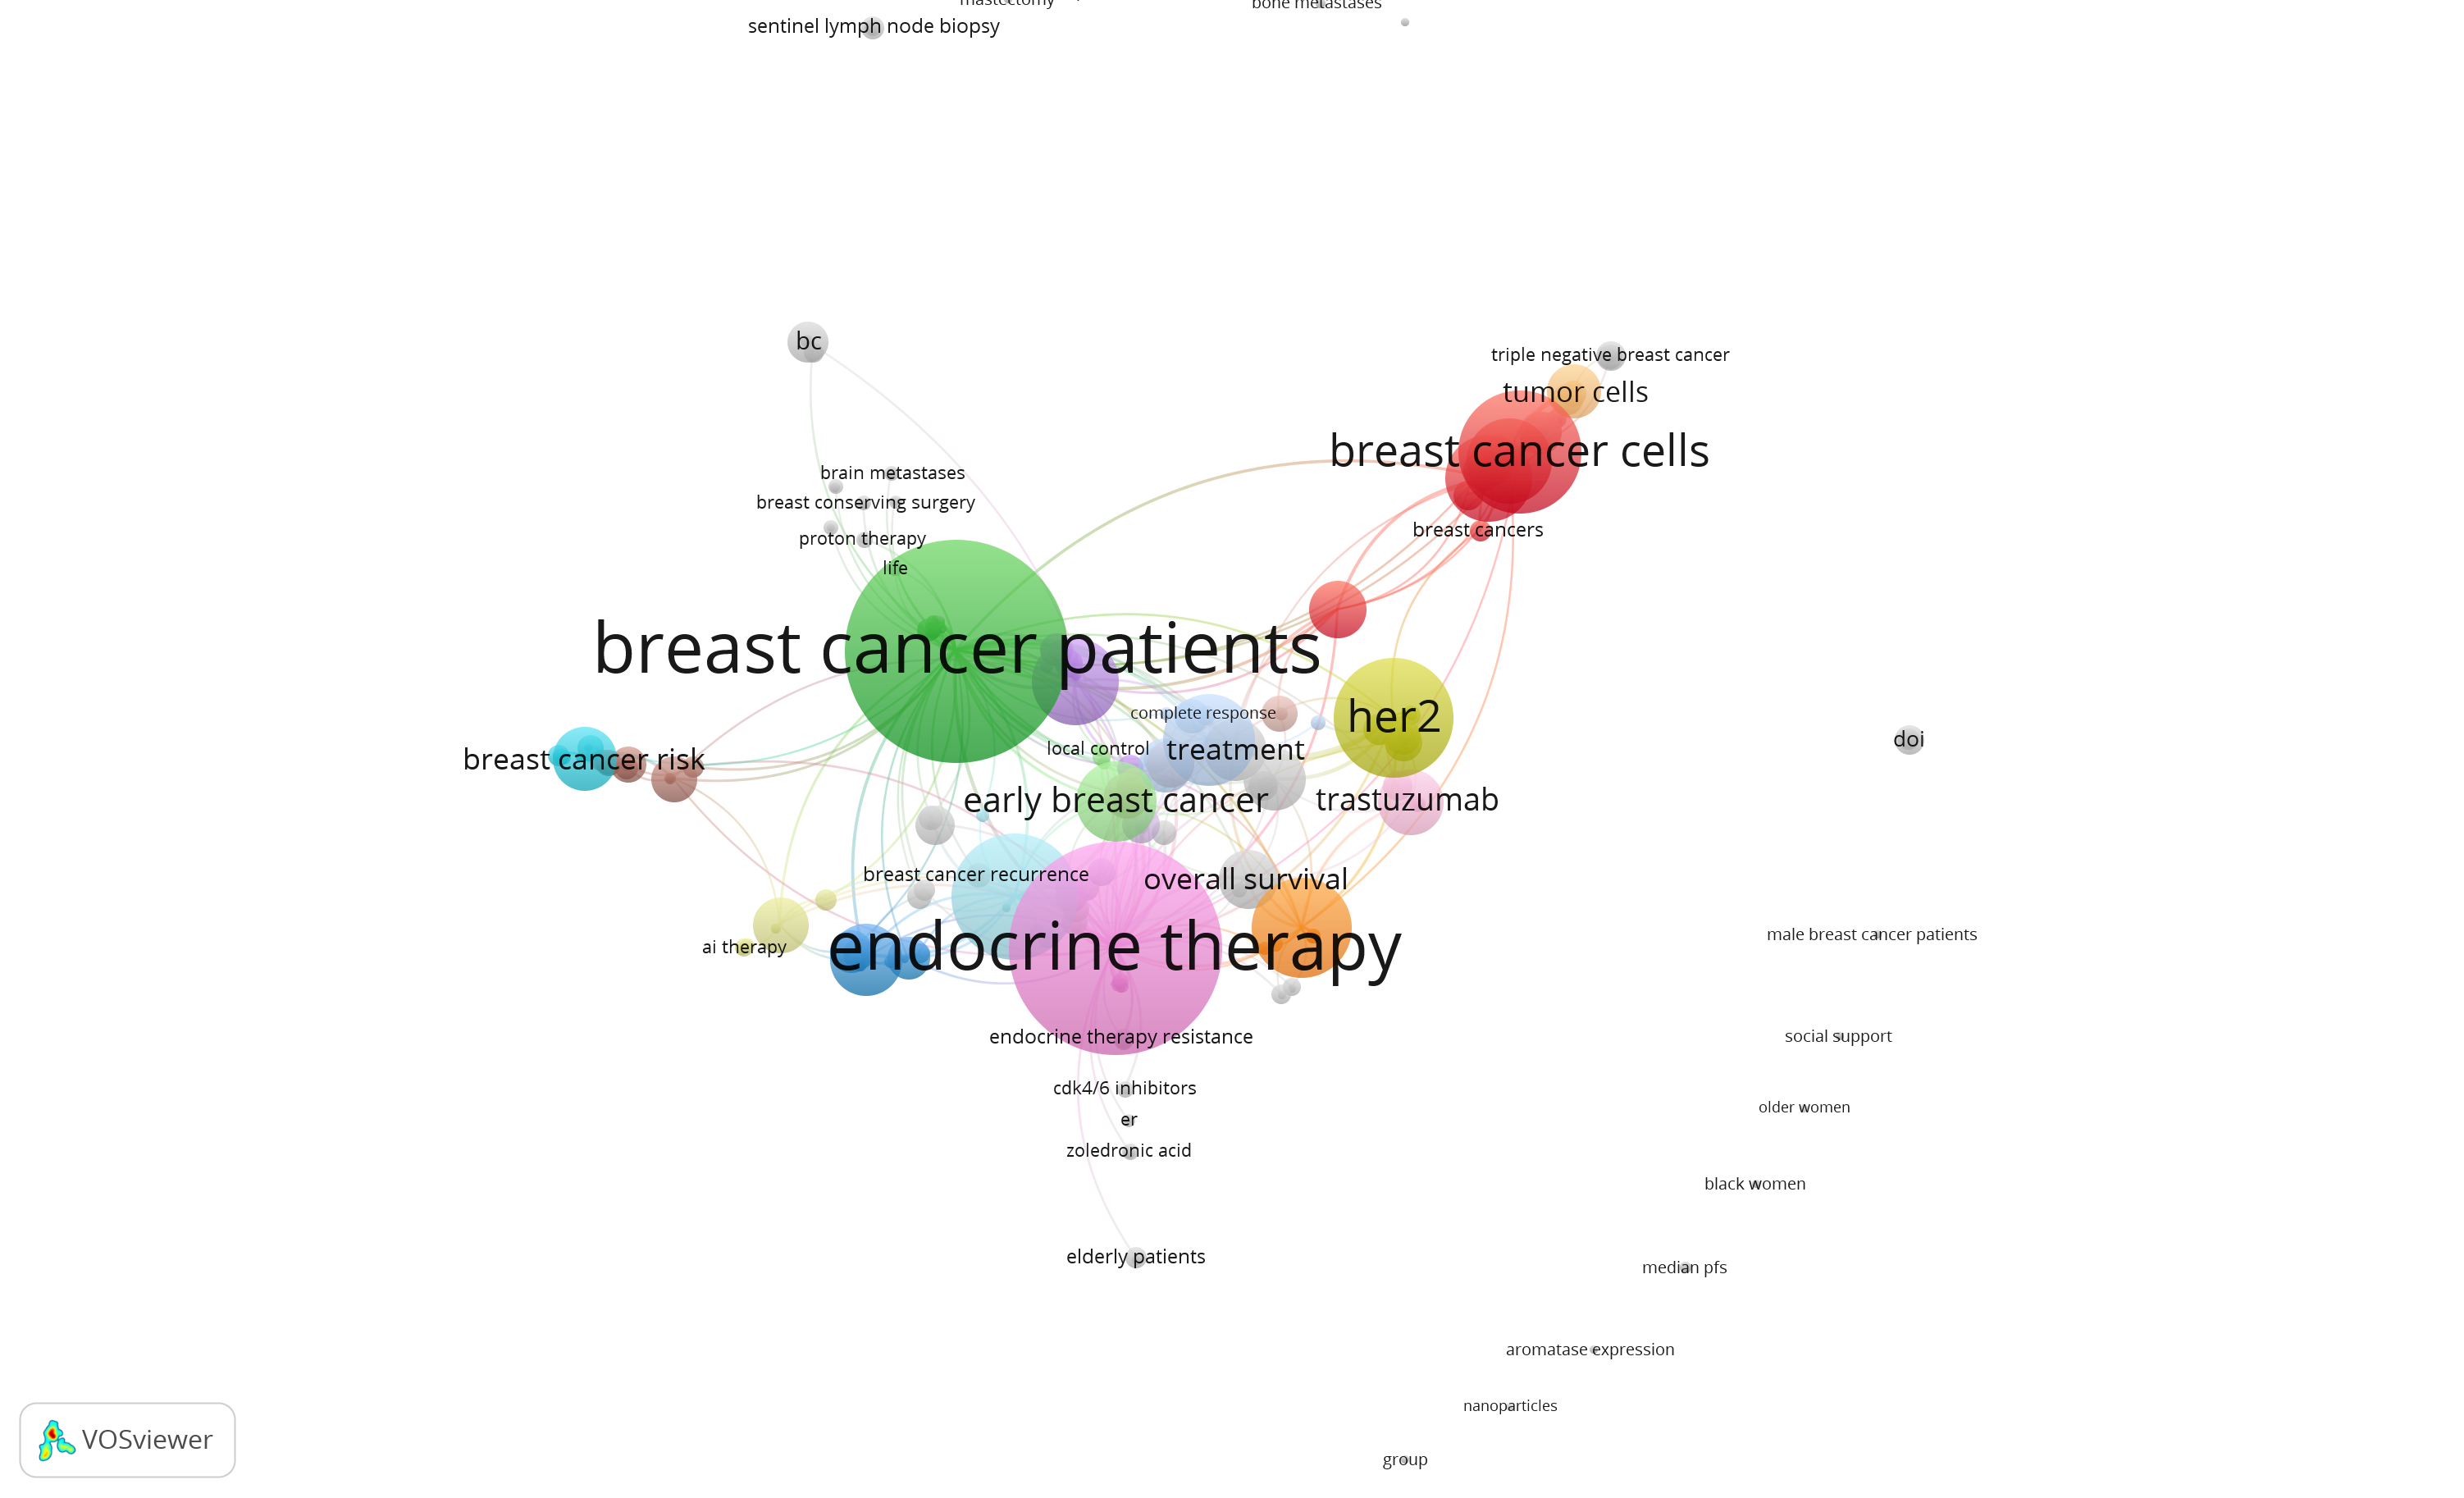 mastectomy
bone metastases
sentinel lymph node biopsy
bc
triple negative breast cancer
tumor cells
breast cancer cells
brain metastases
breast conserving surgery
breast cancers
proton therapy
life
breast cancer patients
complete response
her2
local control
treatment
doi
breast cancer risk
early breast cancer
trastuzumab
breast cancer recurrence
overall survival
male breast cancer patients
ai therapy
endocrine therapy
endocrine therapy resistance
social support
cdk4/6 inhibitors
older women
er
zoledronic acid
black women
elderly patients
median pfs
aromatase expression
nanoparticles
VOSviewer
group